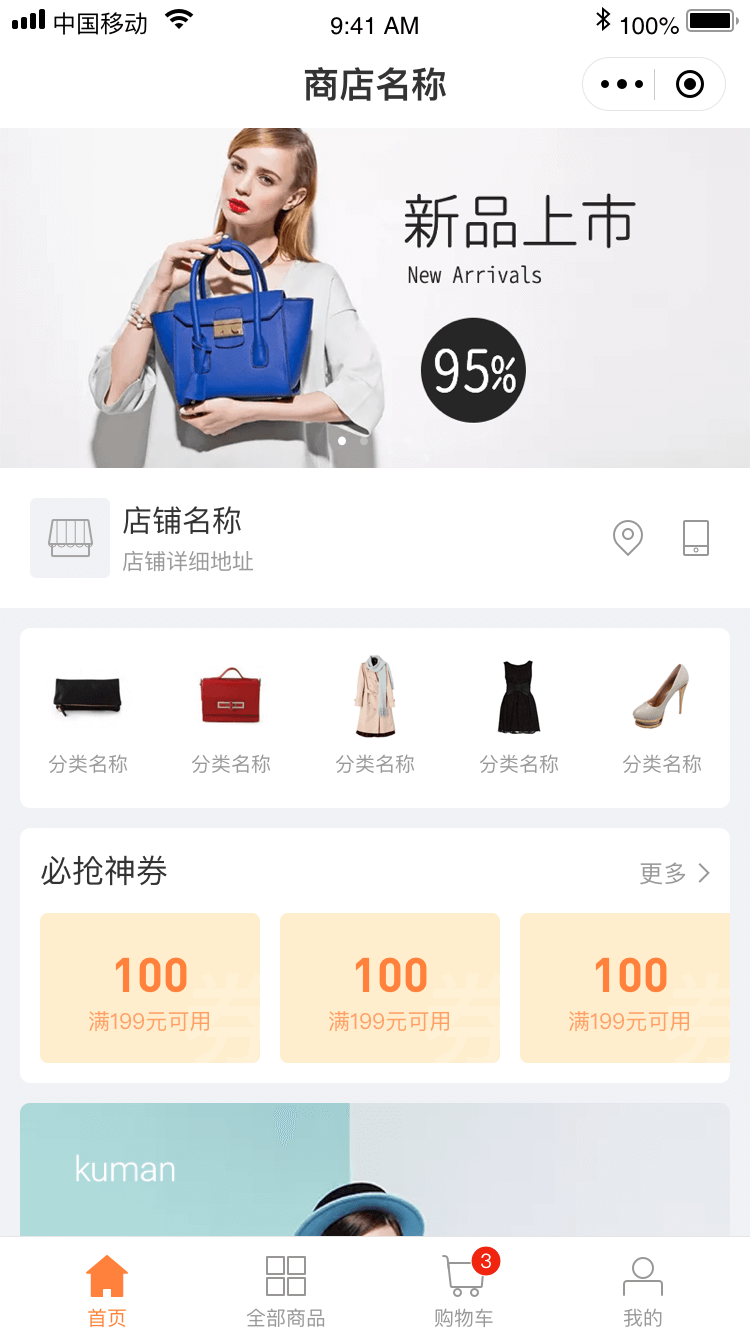 中国移动 9:41 AM 100%
商店名称
新品上市
New Arrivals
95%
店铺名称
店铺详细地址
分类名称 分类名称 分类名称 分类名称 分类名称
必抢神券 更多
100 100 100
满199元可用 满199元可用 满199元可用
券 券 券
kuman
3
首页 全部商品 购物车 我的